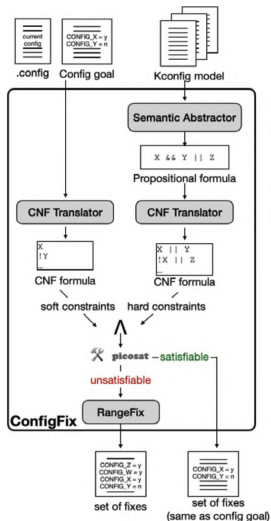 current
config
CONFIG_X = y
CONFIG_Y = n
.config
Config goal
Kconfig model
Semantic Abstractor
X && Y || Z
Propositional formula
CNF Translator
CNF Translator
X
!Y
X || Y
!X || Z
CNF formula
CNF formula
soft constraints
hard constraints
∧
picosat
satisfiable
unsatisfiable
RangeFix
ConfigFix
CONFIG_Z = y
CONFIG_W = y
CONFIG_X = y
CONFIG_Y = n
CONFIG_X = y
CONFIG_Y = n
set of fixes
set of fixes
(same as config goal)